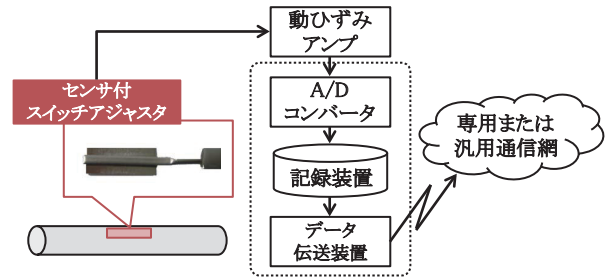 動ひずみ
アンプ
センサ付
スイッチアジャスタ
A/D
コンバータ
記録装置
データ
伝送装置
専用または
汎用通信網